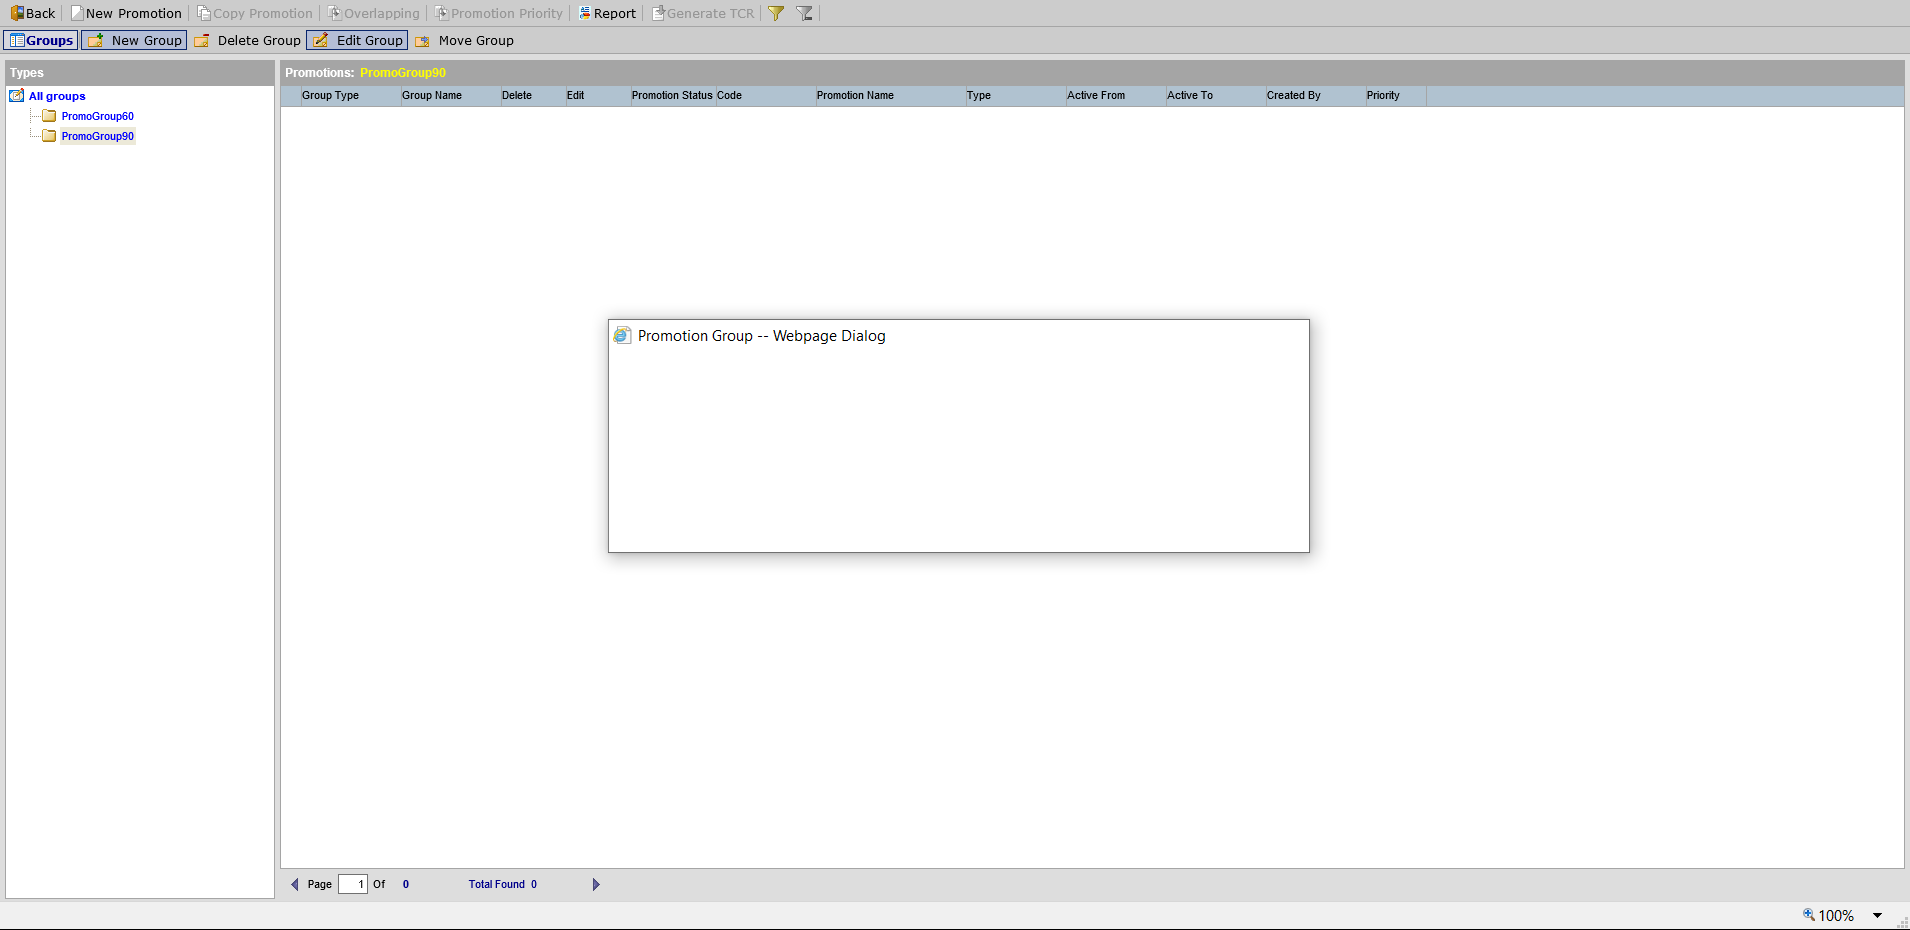 Back New Promotion Copy Promotion Overlapping Promotion Priority Report Generate TCR
Groups New Group Delete Group Edit Group Move Group
Types
All groups
PromoGroup60
PromoGroup90
Promotions: PromoGroup90
Group Type Group Name Delete Edit Promotion Status Code Promotion Name Type Active From Active To Created By Priority
Promotion Group -- Webpage Dialog
Page 1 Of 0 Total Found 0
100%